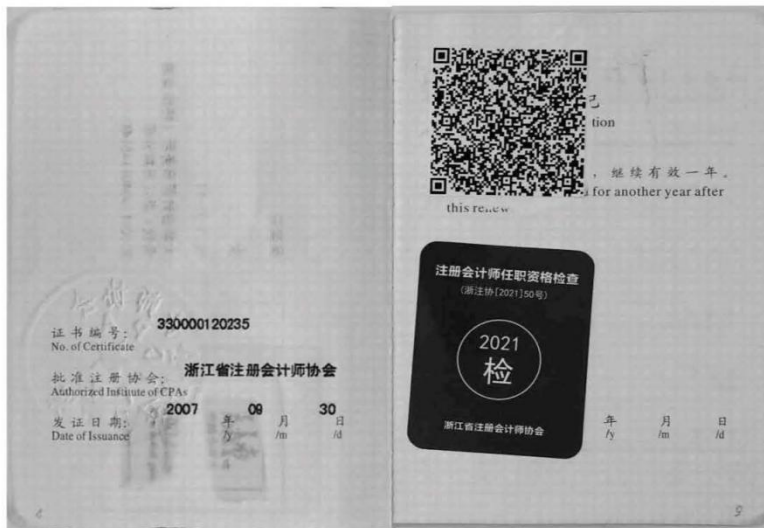 证书编号: 330000120235
No. of Certificate
批准注册协会: 浙江省注册会计师协会
Authorized Institute of CPAs
发证日期: 2007 年 09 月 30 日
Date of Issuance /y /m /d
记
tion
，继续有效一年。
for another year after
this renew
注册会计师任职资格检查
(浙注协[2021]50号)
2021
检
浙江省注册会计师协会
年 月 日
/y /m /d
5